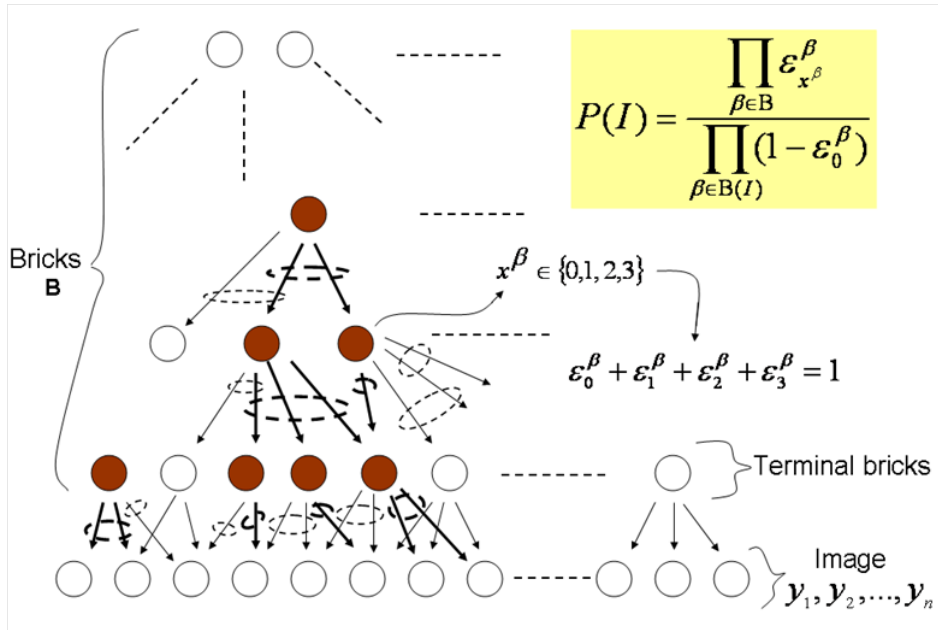 P(I) = ∏_{β∈B} ε^β_{x^β} / ∏_{β∈B(I)} (1 − ε^β_0)
Bricks
B
x^β ∈ {0,1,2,3}
ε^β_0 + ε^β_1 + ε^β_2 + ε^β_3 = 1
Terminal bricks
Image
y_1, y_2, ..., y_n